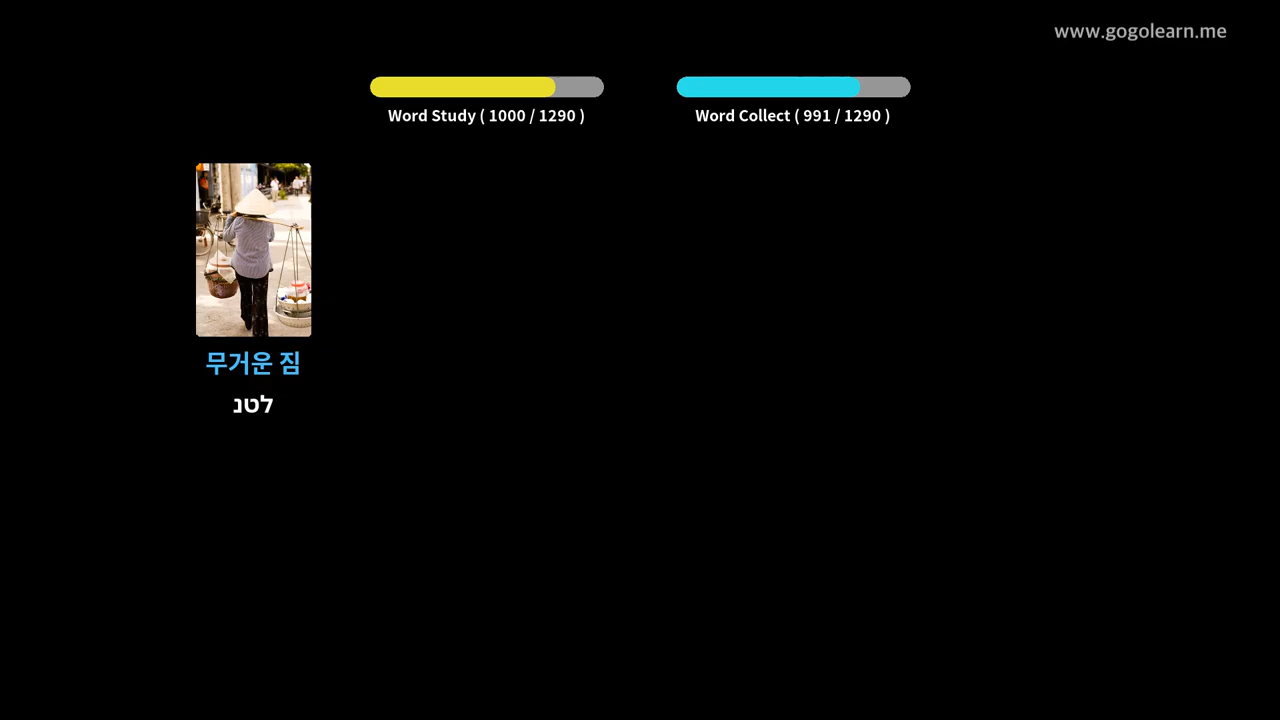 www.gogolearn.me
Word Study ( 1000 / 1290 )
Word Collect ( 991 / 1290 )
무거운 짐
לטנ